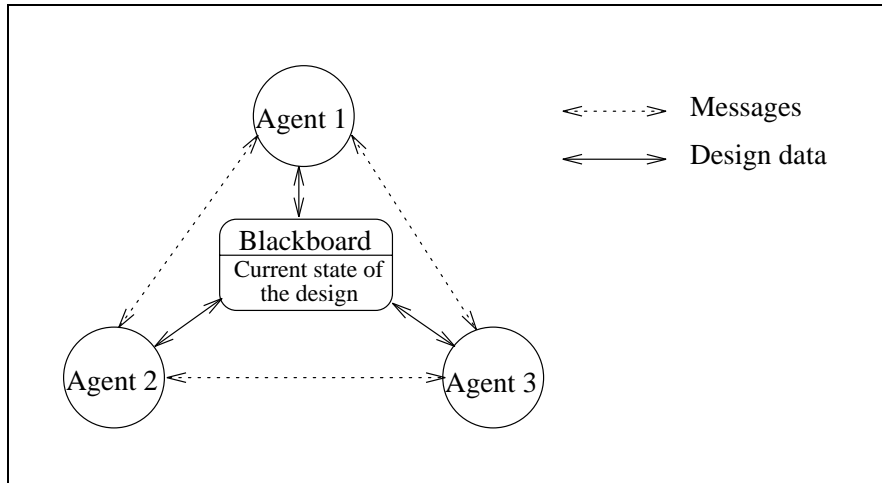 Agent 1
Messages
Design data
Blackboard
Current state of
the design
Agent 2
Agent 3